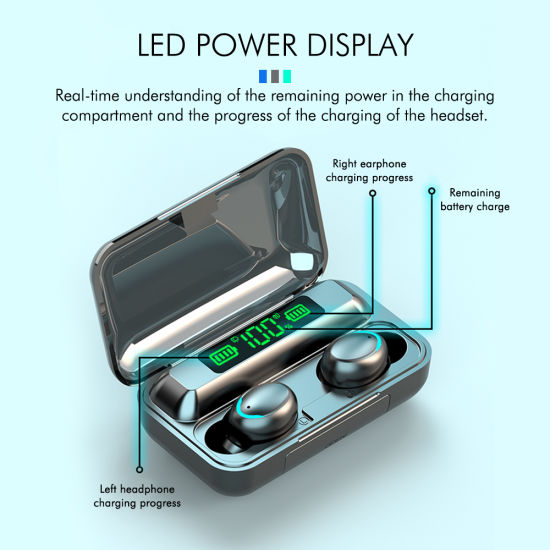 LED POWER DISPLAY
Real-time understanding of the remaining power in the charging
compartment and the progress of the charging of the headset.
Right earphone
charging progress
Remaining
battery charge
100
%
Left headphone
charging progress